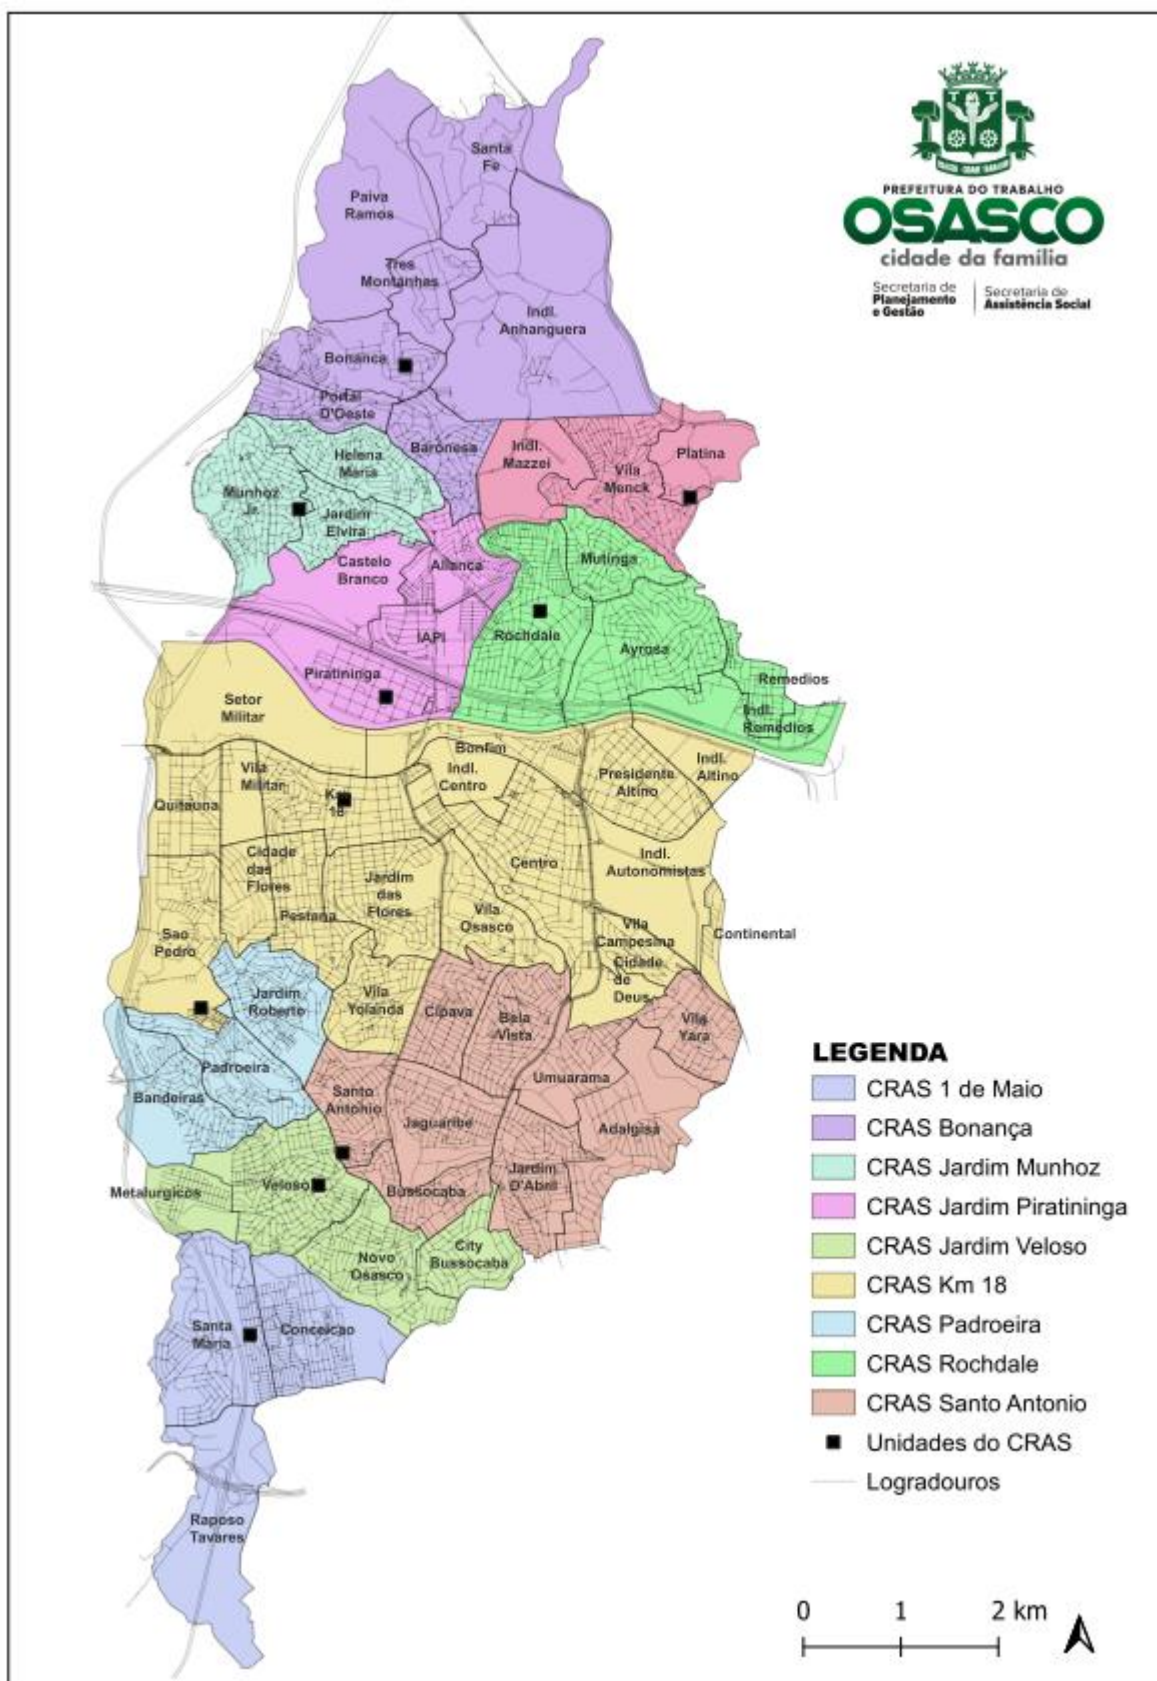 PREFEITURA DO TRABALHO
OSASCO
cidade da família
Secretaria de
Planejamento
e Gestão
Secretaria de
Assistência Social
Santa
Fe
Paiva
Ramos
Tres
Montanhas
Indl.
Anhanguera
Bonanca
Portal
D'Oeste
Baronesa
Indl.
Mazzei
Platina
Vila
Menck
Helena
Maria
Munhoz
Jr.
Jardim
Elvira
Castelo
Branco
Alianca
Mutinga
IAPI
Rochdale
Ayrosa
Piratininga
Remedios
Indl.
Remedios
Setor
Militar
Bonfim
Indl.
Centro
Presidente
Altino
Indl.
Altino
Vila
Militar
Quitauna
Km
18
Cidade
das
Flores
Centro
Indl.
Autonomistas
Jardim
das
Flores
Pestana
Vila
Osasco
Sao
Pedro
Vila
Campesina
Continental
Cidade
de
Deus
Jardim
Roberto
Vila
Yolanda
Cipava
Bela
Vista
Vila
Yara
Padroeira
Bandeiras
Santo
Antonio
Umuarama
Jaguaribe
Adalgisa
Jardim
D'Abril
Metalurgicos
Veloso
Bussocaba
Novo
Osasco
City
Bussocaba
Santa
Maria
Conceicao
Raposo
Tavares
LEGENDA
CRAS 1 de Maio
CRAS Bonança
CRAS Jardim Munhoz
CRAS Jardim Piratininga
CRAS Jardim Veloso
CRAS Km 18
CRAS Padroeira
CRAS Rochdale
CRAS Santo Antonio
Unidades do CRAS
Logradouros
0 1 2 km